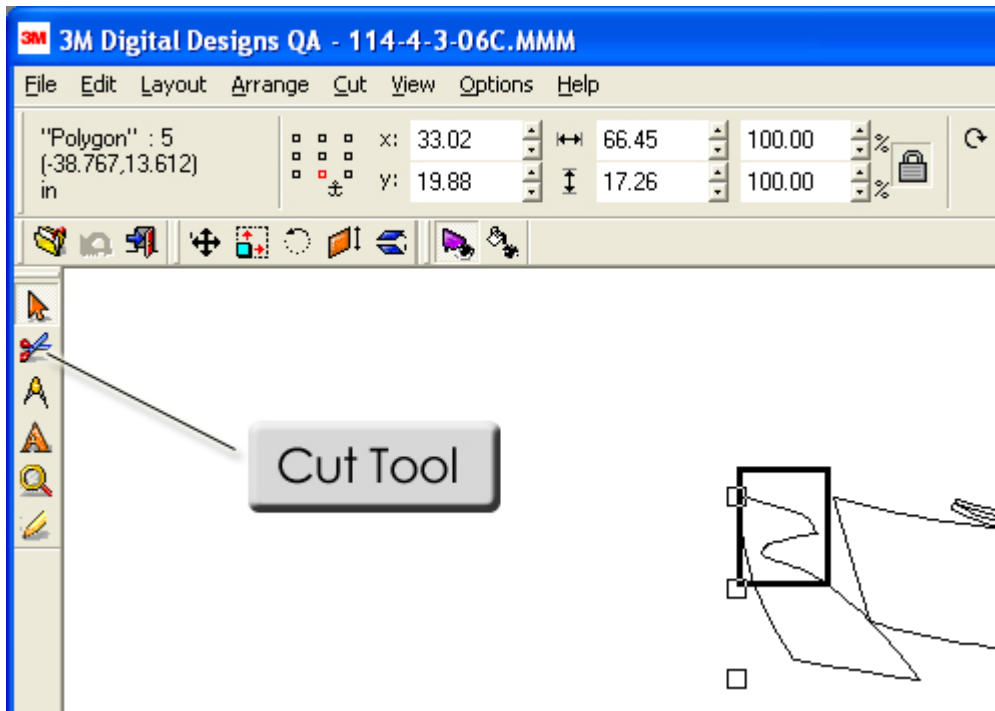 3M 3M Digital Designs QA - 114-4-3-06C.MMM
File Edit Layout Arrange Cut View Options Help
"Polygon" : 5 x: 33.02 66.45 100.00 %
(-38.767,13.612)
in y: 19.88 17.26 100.00 %
Cut Tool